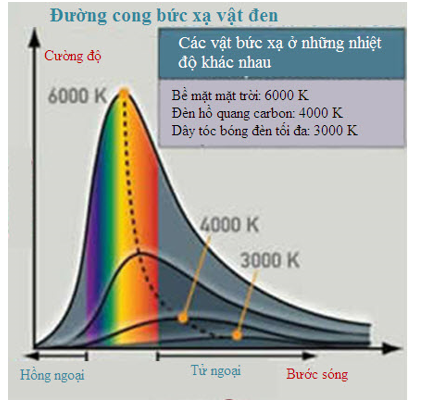 Đường cong bức xạ vật đen
Cường độ
Các vật bức xạ ở những nhiệt
độ khác nhau
6000 K
Bề mặt mặt trời: 6000 K
Đèn hồ quang carbon: 4000 K
Dây tóc bóng đèn tối đa: 3000 K
4000 K
3000 K
Hồng ngoại
Tử ngoại
Bước sóng